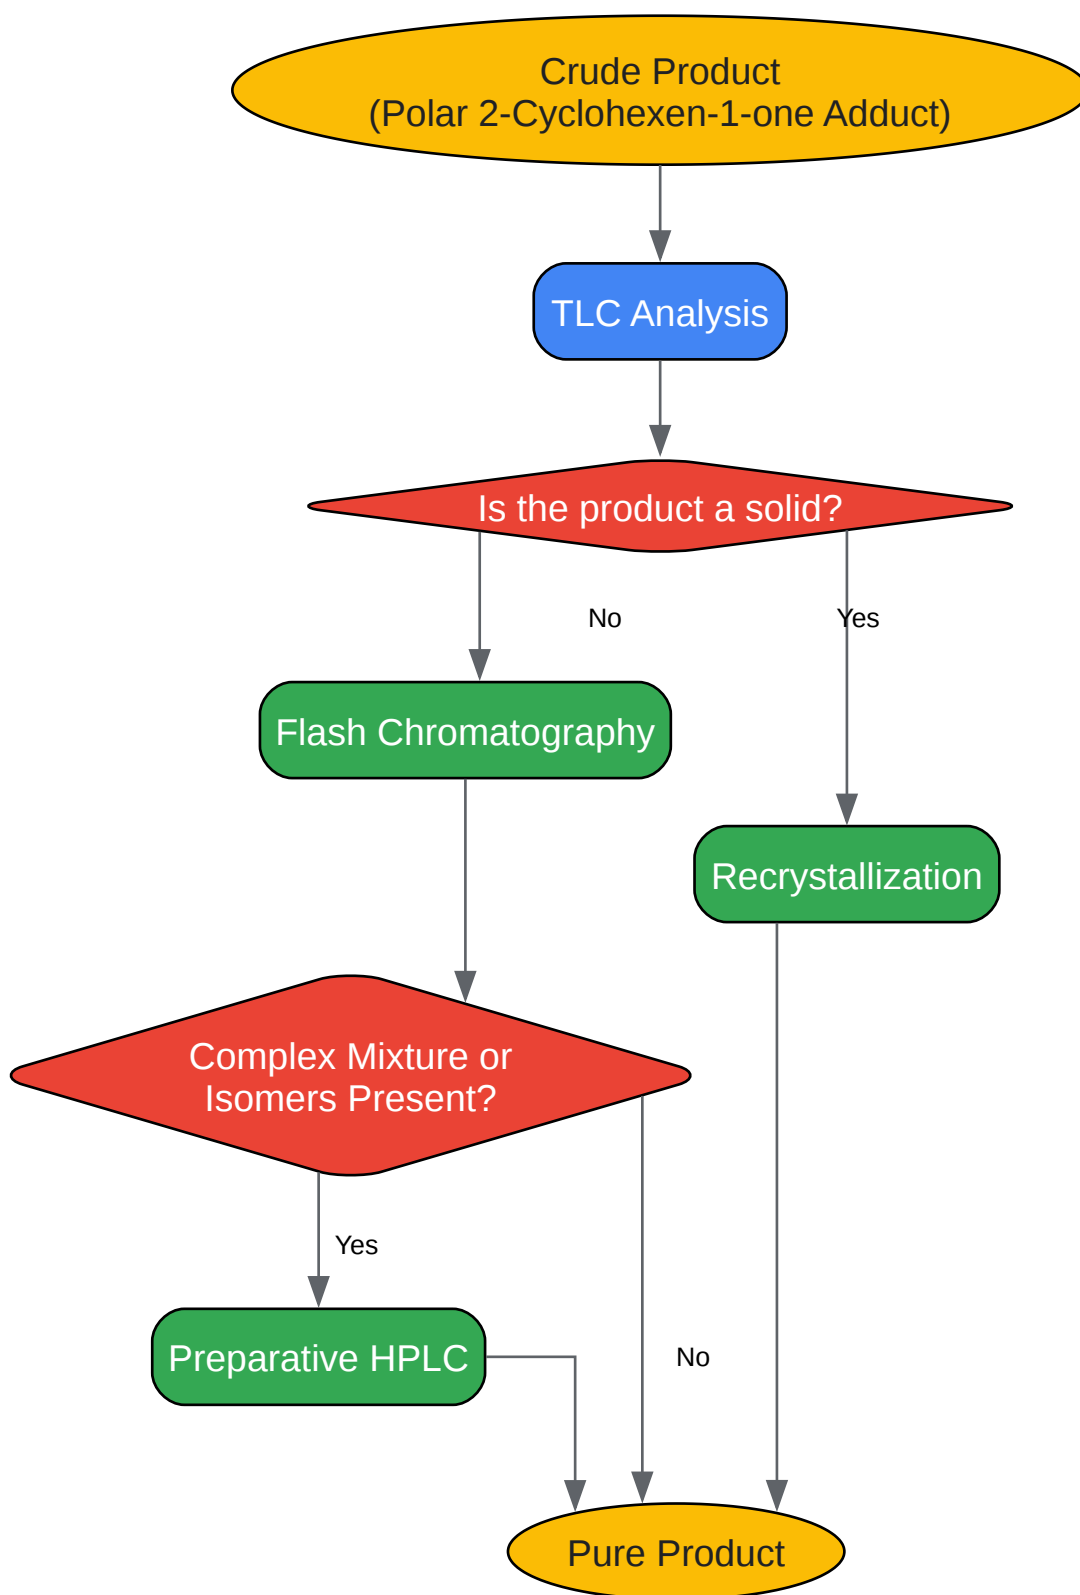 Crude Product
(Polar 2-Cyclohexen-1-one Adduct)
TLC Analysis
Is the product a solid?
No
Yes
Flash Chromatography
Recrystallization
Complex Mixture or
Isomers Present?
Yes
Preparative HPLC
No
Pure Product